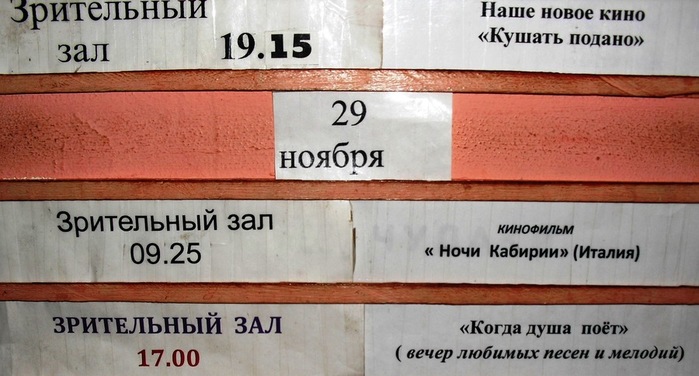 Зрительный
зал 19.15
Наше новое кино
«Кушать подано»
29
ноября
Зрительный зал
09.25
кинофильм
« Ночи Кабирии» (Италия)
ЗРИТЕЛЬНЫЙ ЗАЛ
17.00
«Когда душа поёт»
( вечер любимых песен и мелодий)